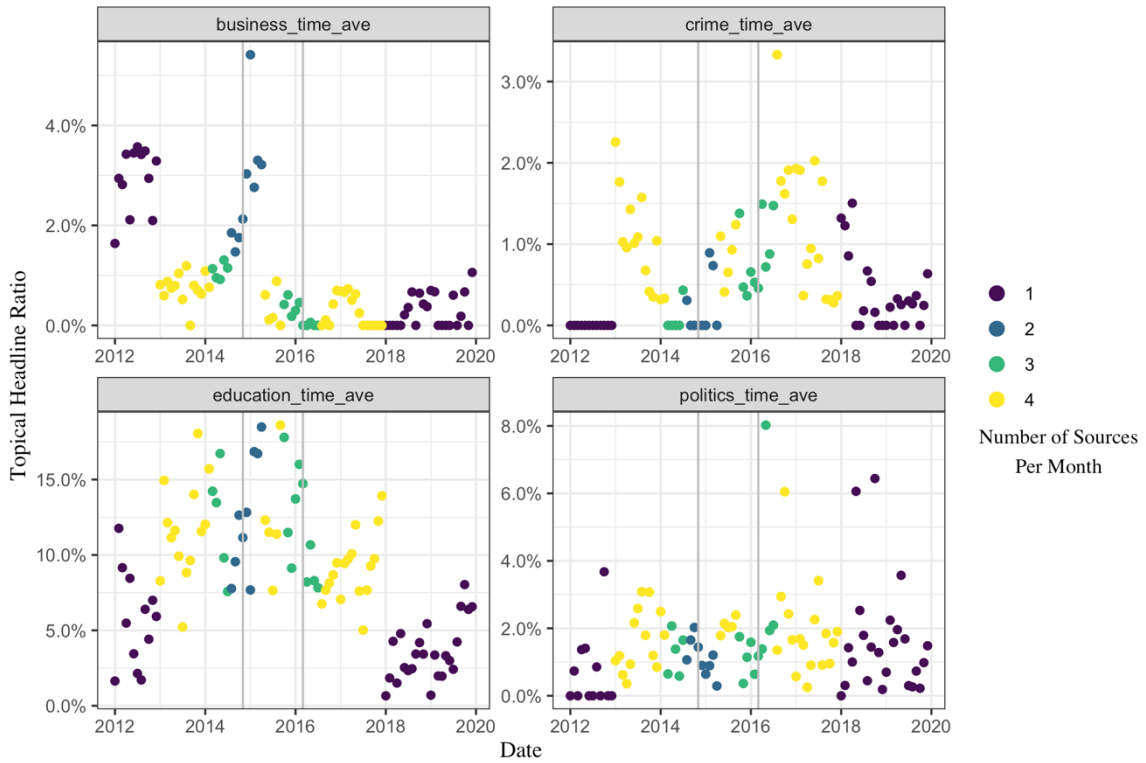 business_time_ave
crime_time_ave
4.0%
2.0%
0.0%
3.0%
2.0%
1.0%
0.0%
2012 2014 2016 2018 2020
2012 2014 2016 2018 2020
education_time_ave
politics_time_ave
15.0%
10.0%
5.0%
0.0%
8.0%
6.0%
4.0%
2.0%
0.0%
2012 2014 2016 2018 2020
2012 2014 2016 2018 2020
Topical Headline Ratio
Date
1
2
3
4
Number of Sources
Per Month